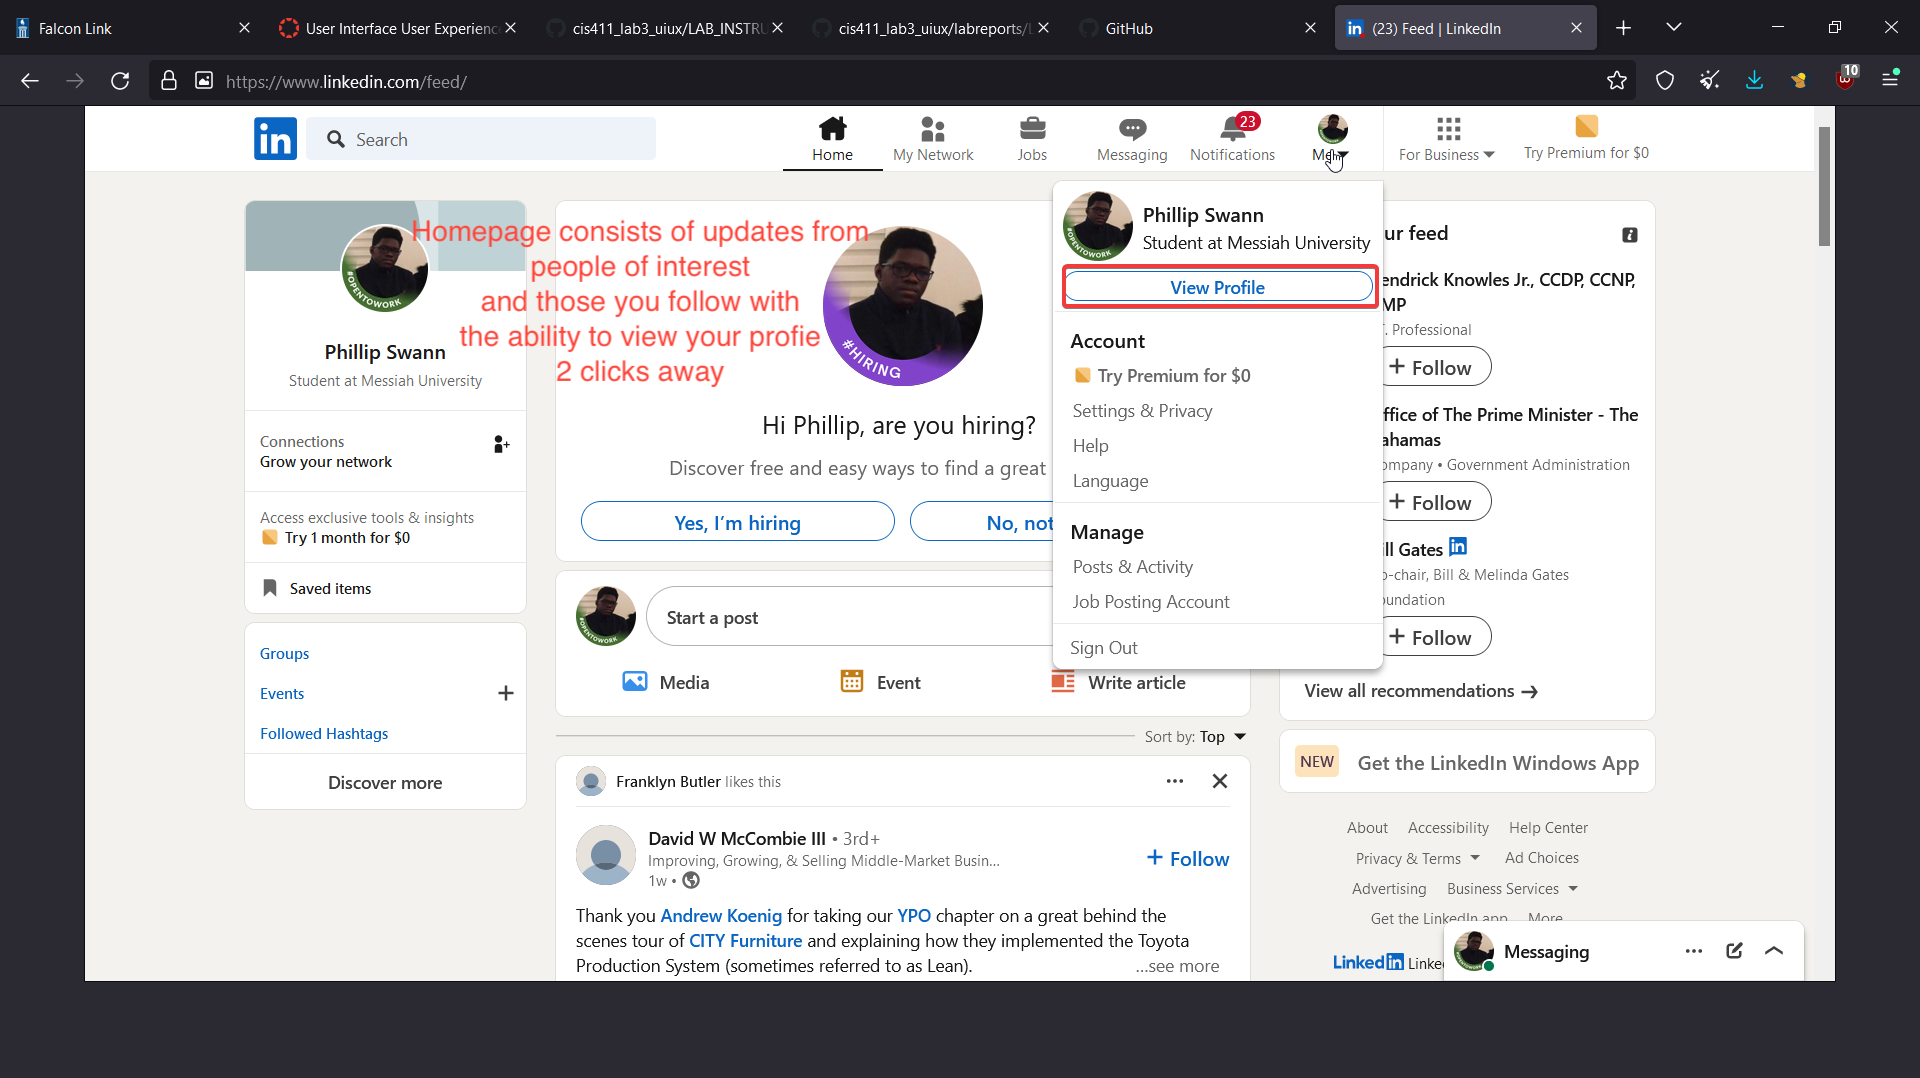 Falcon Link
User Interface User Experienc
cis411_lab3_uiux/LAB_INSTRU
cis411_lab3_uiux/labreports/L
GitHub
in
(23) Feed | LinkedIn
https://www.linkedin.com/feed/
10
in
Search
Home
My Network
Jobs
Messaging
23
Notifications
Me
For Business
Try Premium for $0
#OPENTOWORK
Phillip Swann
Student at Messiah University
Connections
Grow your network
Access exclusive tools & insights
Try 1 month for $0
Saved items
Groups
Events
Followed Hashtags
Discover more
Homepage consists of updates from
people of interest
and those you follow with
the ability to view your profie
2 clicks away
#HIRING
Hi Phillip, are you hiring?
Discover free and easy ways to find a great
Yes, I'm hiring
No, not
#OPENTOWORK
Start a post
Media
Event
Write article
Sort by: Top
Franklyn Butler likes this
David W McCombie III • 3rd+
Improving, Growing, & Selling Middle-Market Busin...
1w •
+ Follow
Thank you Andrew Koenig for taking our YPO chapter on a great behind the
scenes tour of CITY Furniture and explaining how they implemented the Toyota
Production System (sometimes referred to as Lean).
...see more
#OPENTOWORK
Phillip Swann
Student at Messiah University
View Profile
Account
Try Premium for $0
Settings & Privacy
Help
Language
Manage
Posts & Activity
Job Posting Account
Sign Out
ur feed
endrick Knowles Jr., CCDP, CCNP,
MP
. Professional
+ Follow
ffice of The Prime Minister - The
ahamas
ompany • Government Administration
+ Follow
ill Gates in
o-chair, Bill & Melinda Gates
oundation
+ Follow
View all recommendations →
NEW
Get the LinkedIn Windows App
About
Accessibility
Help Center
Privacy & Terms
Ad Choices
Advertising
Business Services
Get the LinkedIn app
More
LinkedIn
Linke
Messaging